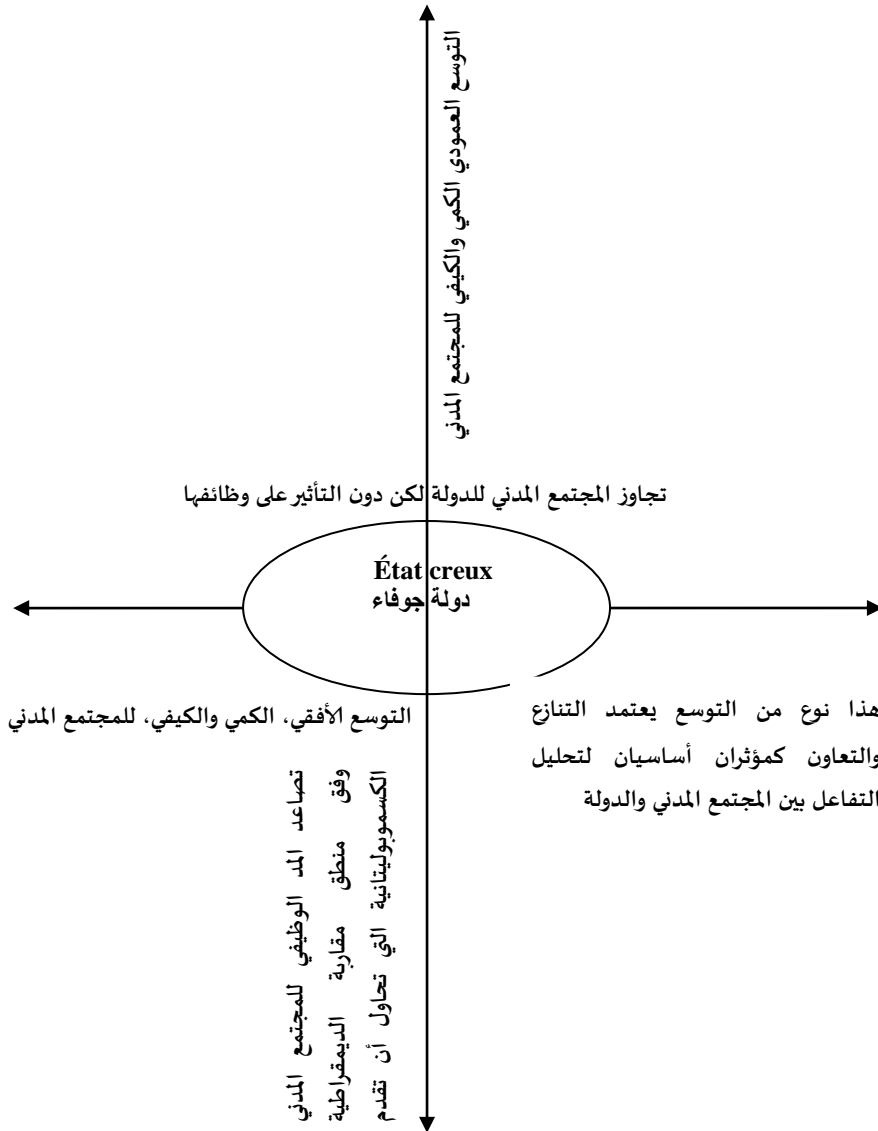 التوسع العمودي الكمي والكيفي للمجتمع المدني
تجاوز المجتمع المدني للدولة لكن دون التأثير على وظائفها
État creux
دولة جوفاء
التوسع الأفقي، الكمي والكيفي، للمجتمع المدني
هذا نوع من التوسع يعتمد التنازع
والتعاون كمؤثران أساسيان لتحليل
التفاعل بين المجتمع المدني والدولة
تصاعد المد الوظيفي للمجتمع المدني
وفق منطق مقاربة الديمقراطية
الكسموبوليتانية التي تحاول أن تقدم